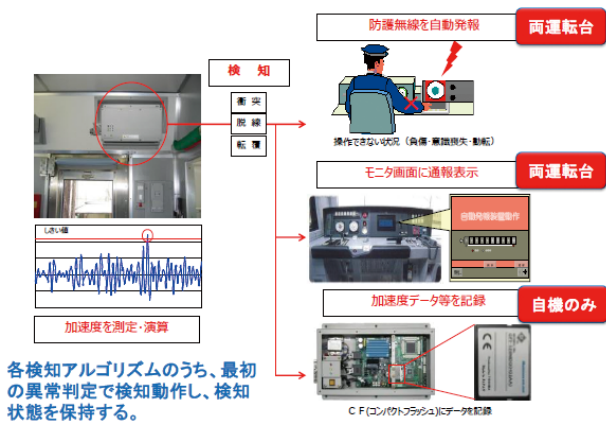 防護無線を自動発報
両運転台
検 知
衝 突
脱 線
転 覆
操作できない状況（負傷・意識喪失・動転）
モニタ画面に通報表示
両運転台
自動発報装置動作
しきい値
加速度を測定・演算
加速度データ等を記録
自機のみ
各検知アルゴリズムのうち、最初
の異常判定で検知動作し、検知
状態を保持する。
ＣＦ(コンパクトフラッシュ)にデータを記録